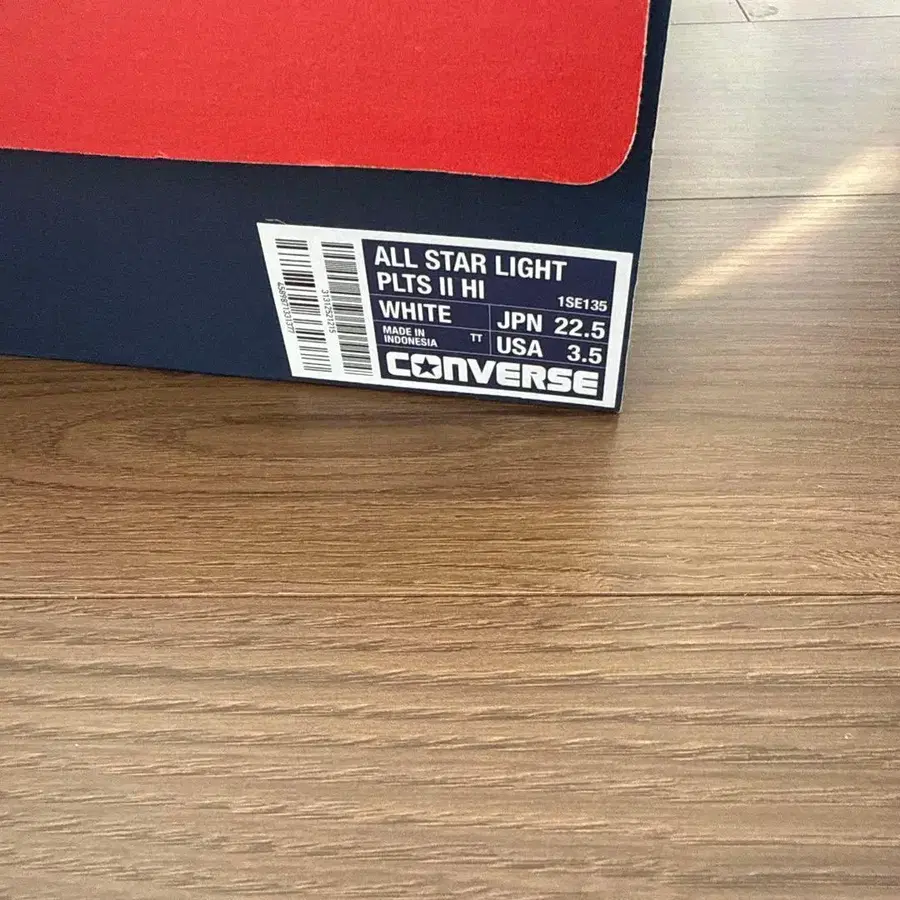 ALL STAR LIGHT
PLTS II HI
1SE135
WHITE
JPN 22.5
MADE IN
INDONESIA
TT
USA 3.5
CONVERSE
31312521215